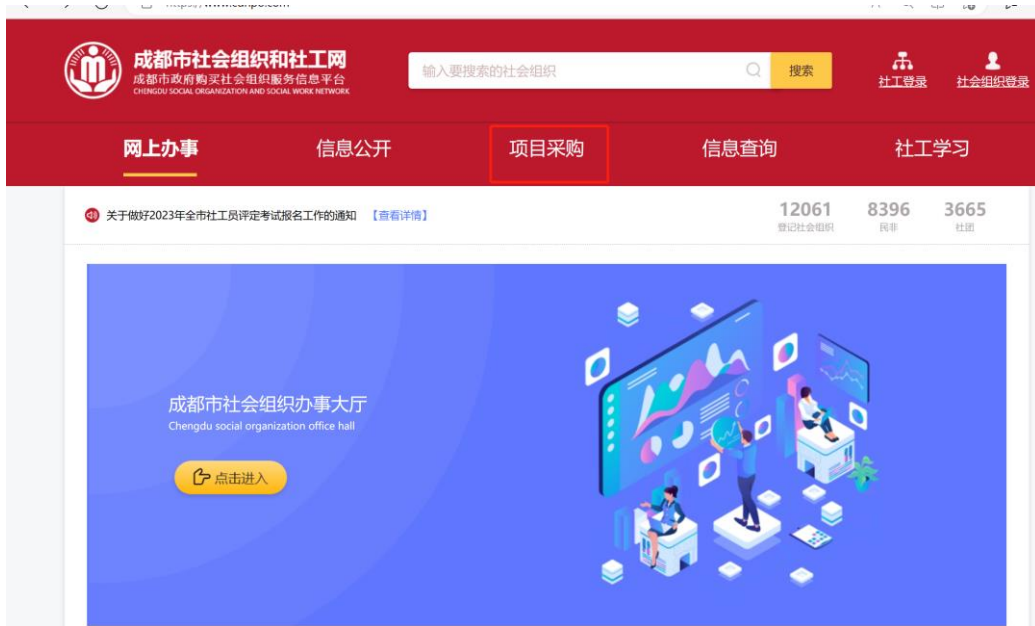 成都市社会组织和社工网
成都市政府购买社会组织服务信息平台
CHENGDU SOCIAL ORGANIZATION AND SOCIAL WORK NETWORK
输入要搜索的社会组织
搜索
社工登录
社会组织登录
网上办事
信息公开
项目采购
信息查询
社工学习
关于做好2023年全市社工员评定考试报名工作的通知 【查看详情】
12061
登记社会组织
8396
民非
3665
社团
成都市社会组织办事大厅
Chengdu social organization office hall
点击进入